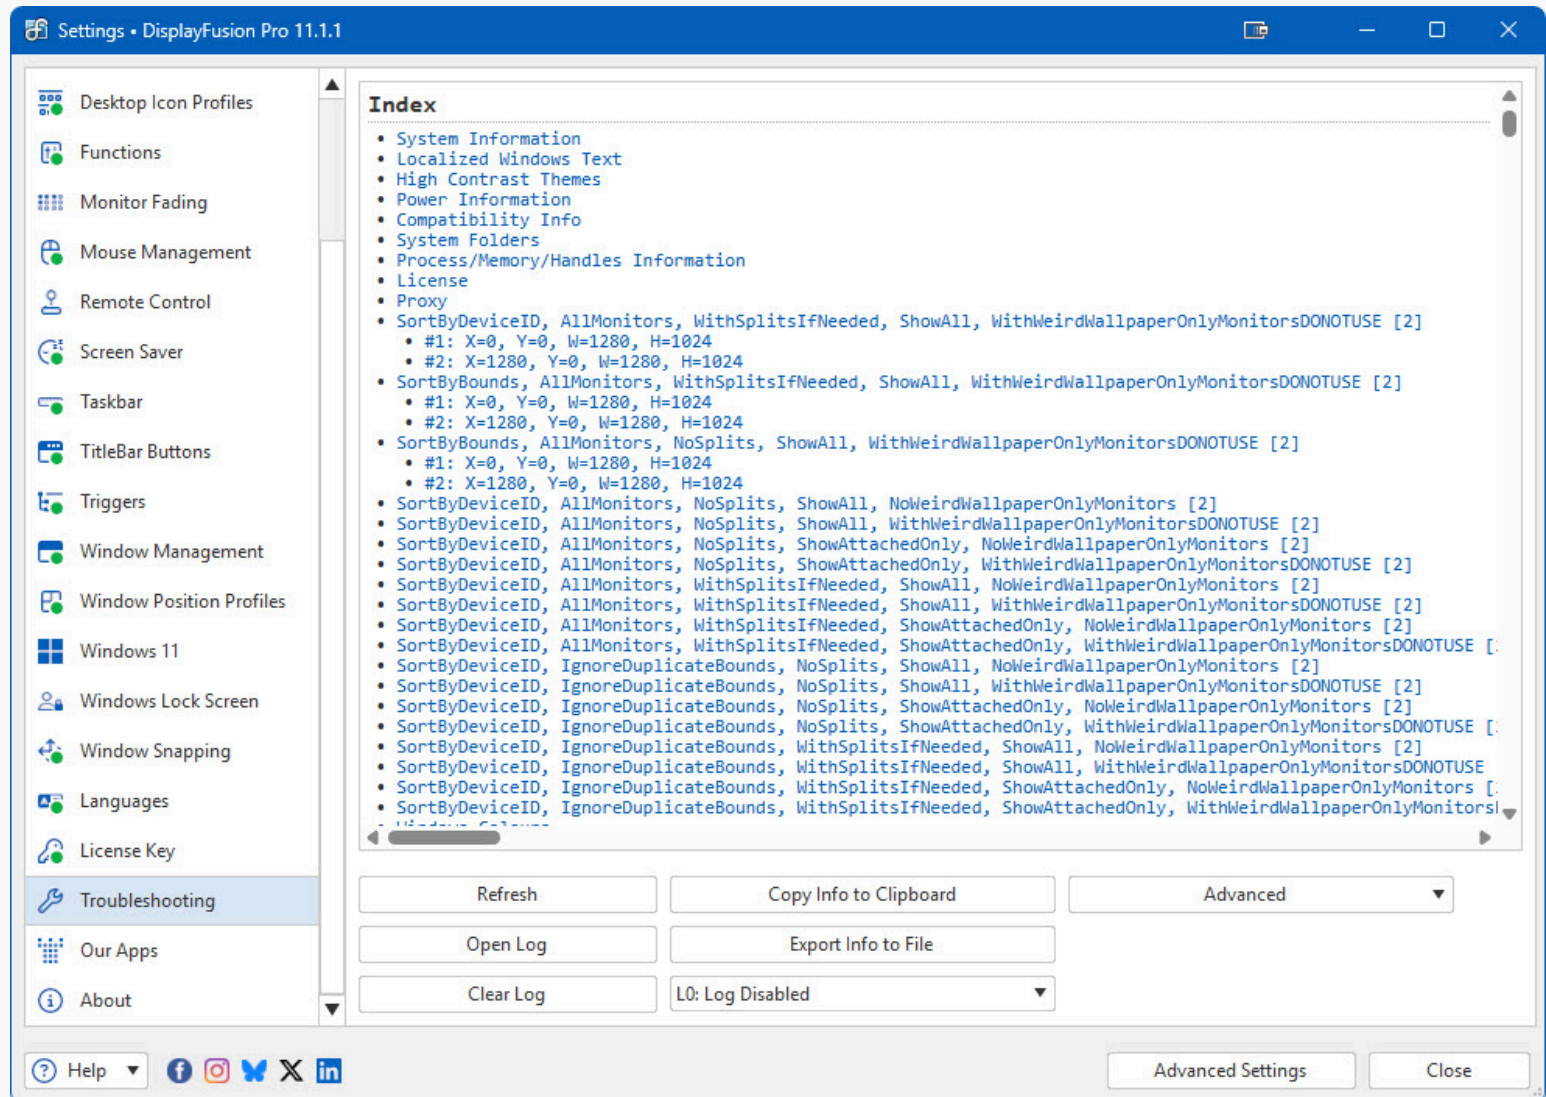 Settings • DisplayFusion Pro 11.1.1
Desktop Icon Profiles
Functions
Monitor Fading
Mouse Management
Remote Control
Screen Saver
Taskbar
TitleBar Buttons
Triggers
Window Management
Window Position Profiles
Windows 11
Windows Lock Screen
Window Snapping
Languages
License Key
Troubleshooting
Our Apps
About
Index
• System Information
• Localized Windows Text
• High Contrast Themes
• Power Information
• Compatibility Info
• System Folders
• Process/Memory/Handles Information
• License
• Proxy
• SortByDeviceID, AllMonitors, WithSplitsIfNeeded, ShowAll, WithWeirdWallpaperOnlyMonitorsDONOTUSE [2]
• #1: X=0, Y=0, W=1280, H=1024
• #2: X=1280, Y=0, W=1280, H=1024
• SortByBounds, AllMonitors, WithSplitsIfNeeded, ShowAll, WithWeirdWallpaperOnlyMonitorsDONOTUSE [2]
• #1: X=0, Y=0, W=1280, H=1024
• #2: X=1280, Y=0, W=1280, H=1024
• SortByBounds, AllMonitors, NoSplits, ShowAll, WithWeirdWallpaperOnlyMonitorsDONOTUSE [2]
• #1: X=0, Y=0, W=1280, H=1024
• #2: X=1280, Y=0, W=1280, H=1024
• SortByDeviceID, AllMonitors, NoSplits, ShowAll, NoWeirdWallpaperOnlyMonitors [2]
• SortByDeviceID, AllMonitors, NoSplits, ShowAll, WithWeirdWallpaperOnlyMonitorsDONOTUSE [2]
• SortByDeviceID, AllMonitors, NoSplits, ShowAttachedOnly, NoWeirdWallpaperOnlyMonitors [2]
• SortByDeviceID, AllMonitors, NoSplits, ShowAttachedOnly, WithWeirdWallpaperOnlyMonitorsDONOTUSE [2]
• SortByDeviceID, AllMonitors, WithSplitsIfNeeded, ShowAll, NoWeirdWallpaperOnlyMonitors [2]
• SortByDeviceID, AllMonitors, WithSplitsIfNeeded, ShowAll, WithWeirdWallpaperOnlyMonitorsDONOTUSE [2]
• SortByDeviceID, AllMonitors, WithSplitsIfNeeded, ShowAttachedOnly, NoWeirdWallpaperOnlyMonitors [2]
• SortByDeviceID, AllMonitors, WithSplitsIfNeeded, ShowAttachedOnly, WithWeirdWallpaperOnlyMonitorsDONOTUSE [
• SortByDeviceID, IgnoreDuplicateBounds, NoSplits, ShowAll, NoWeirdWallpaperOnlyMonitors [2]
• SortByDeviceID, IgnoreDuplicateBounds, NoSplits, ShowAll, WithWeirdWallpaperOnlyMonitorsDONOTUSE [2]
• SortByDeviceID, IgnoreDuplicateBounds, NoSplits, ShowAttachedOnly, NoWeirdWallpaperOnlyMonitors [2]
• SortByDeviceID, IgnoreDuplicateBounds, NoSplits, ShowAttachedOnly, WithWeirdWallpaperOnlyMonitorsDONOTUSE [
• SortByDeviceID, IgnoreDuplicateBounds, WithSplitsIfNeeded, ShowAll, NoWeirdWallpaperOnlyMonitors [2]
• SortByDeviceID, IgnoreDuplicateBounds, WithSplitsIfNeeded, ShowAll, WithWeirdWallpaperOnlyMonitorsDONOTUSE
• SortByDeviceID, IgnoreDuplicateBounds, WithSplitsIfNeeded, ShowAttachedOnly, NoWeirdWallpaperOnlyMonitors [
• SortByDeviceID, IgnoreDuplicateBounds, WithSplitsIfNeeded, ShowAttachedOnly, WithWeirdWallpaperOnlyMonitors
Refresh
Copy Info to Clipboard
Advanced
Open Log
Export Info to File
Clear Log
L0: Log Disabled
Help
Advanced Settings
Close